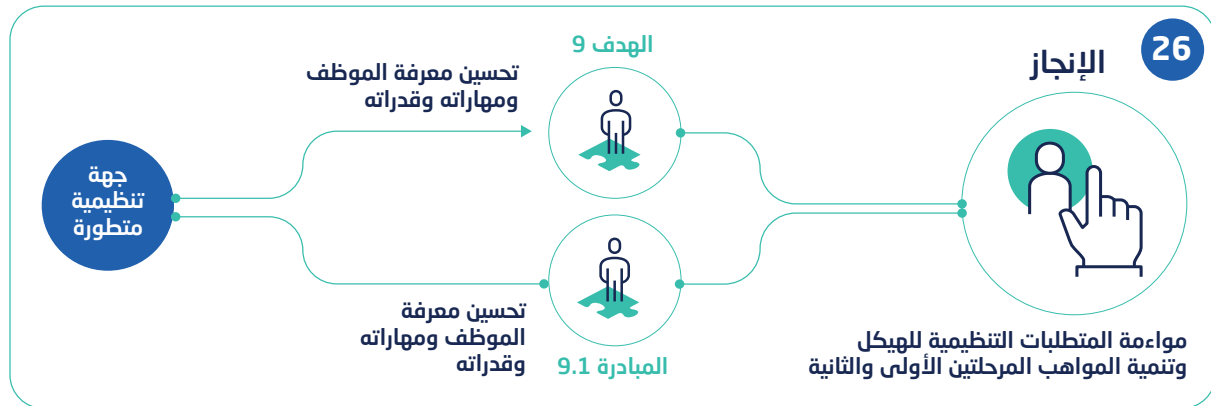 26
الإنجاز
مواءمة المتطلبات التنظيمية للهيكل
وتنمية المواهب المرحلتين الأولى والثانية
الهدف 9
تحسين معرفة الموظف
ومهاراته وقدراته
المبادرة 9.1
تحسين معرفة
الموظف ومهاراته
وقدراته
جهة
تنظيمية
متطورة